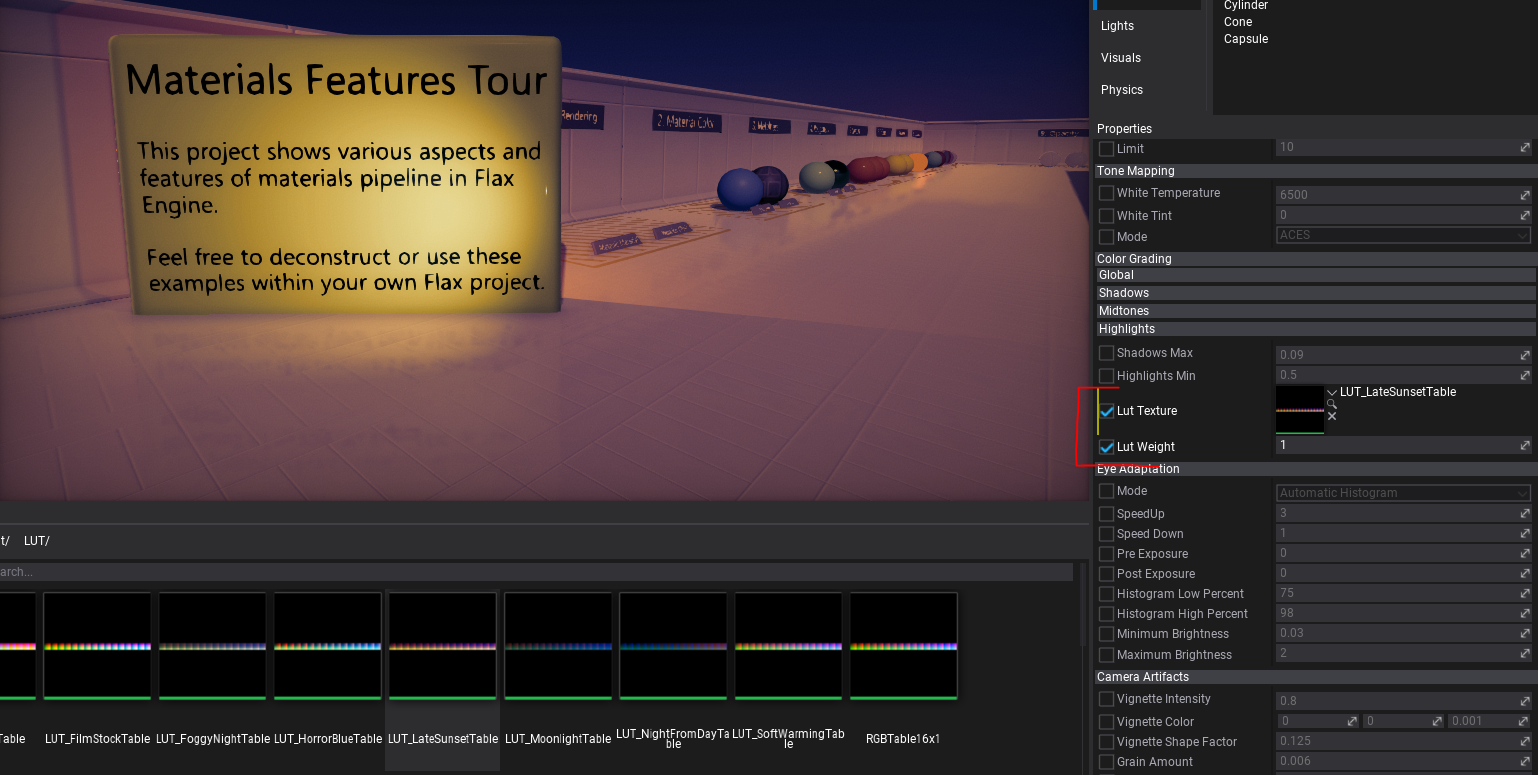 Materials Features Tour
This project shows various aspects and
features of materials pipeline in Flax
Engine.
Feel free to deconstruct or use these
examples within your own Flax project.
Rendering
2. Material Color
t/ LUT/
arch...
Table
LUT_FilmStockTable
LUT_FoggyNightTable
LUT_HorrorBlueTable
LUT_LateSunsetTable
LUT_MoonlightTable
LUT_NightFromDayTa
ble
LUT_SoftWarmingTab
le
RGBTable16x1
Lights
Visuals
Physics
Cylinder
Cone
Capsule
Properties
Limit 10
Tone Mapping
White Temperature 6500
White Tint 0
Mode ACES
Color Grading
Global
Shadows
Midtones
Highlights
Shadows Max 0.09
Highlights Min 0.5
Lut Texture LUT_LateSunsetTable
Lut Weight 1
Eye Adaptation
Mode Automatic Histogram
SpeedUp 3
Speed Down 1
Pre Exposure 0
Post Exposure 0
Histogram Low Percent 75
Histogram High Percent 98
Minimum Brightness 0.03
Maximum Brightness 2
Camera Artifacts
Vignette Intensity 0.8
Vignette Color 0 0 0.001
Vignette Shape Factor 0.125
Grain Amount 0.006